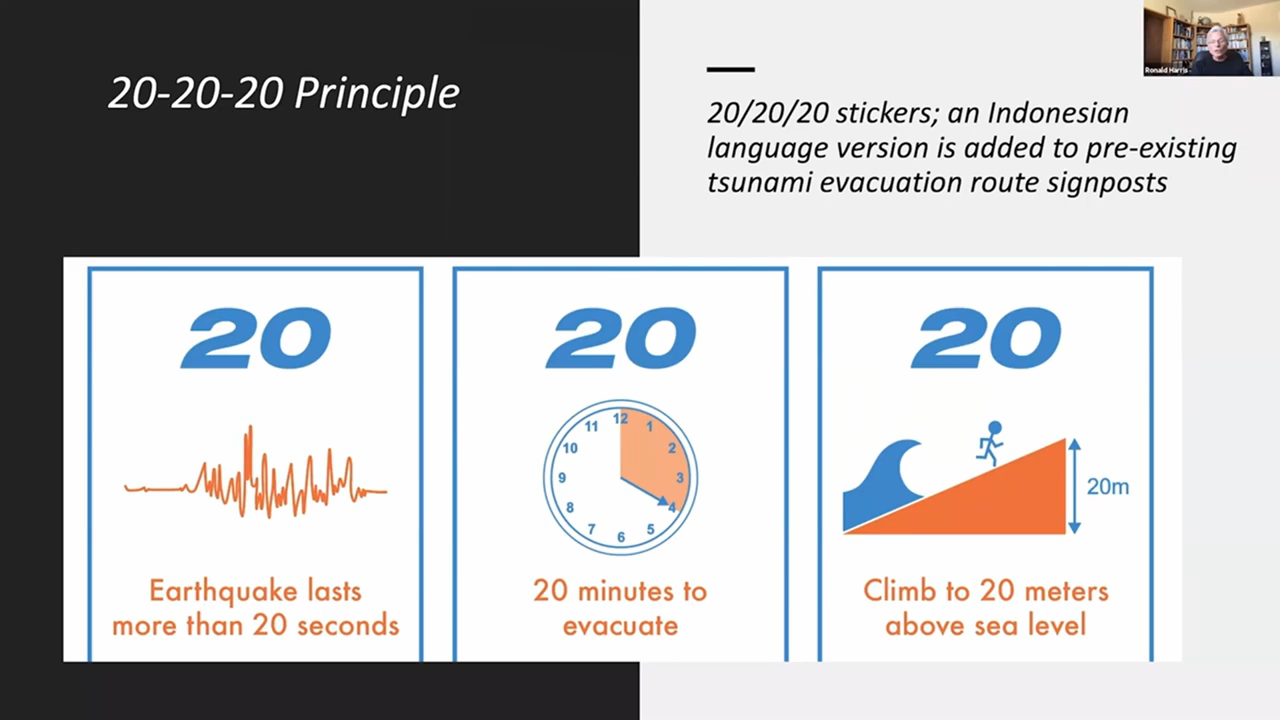 20-20-20 Principle
20/20/20 stickers; an Indonesian
language version is added to pre-existing
tsunami evacuation route signposts
Ronald Harris
20
Earthquake lasts
more than 20 seconds
20
12
1
2
3
4
5
6
7
8
9
10
11
20 minutes to
evacuate
20
20m
Climb to 20 meters
above sea level